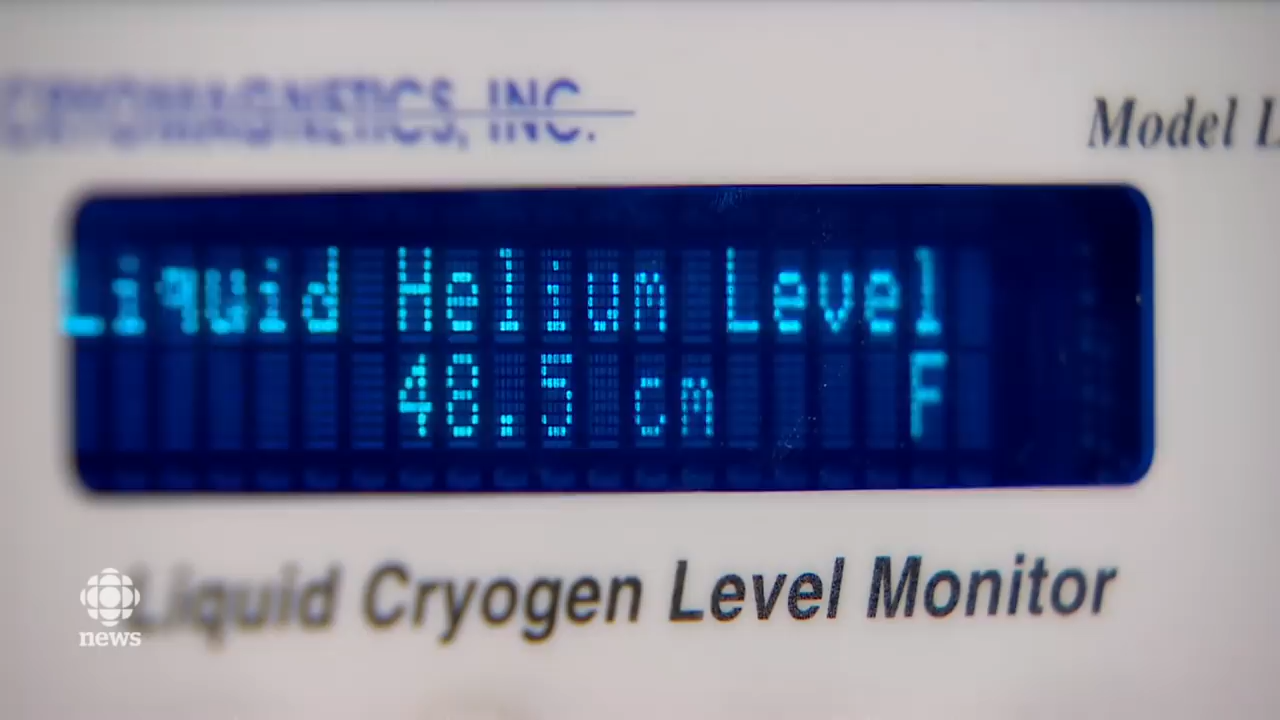 CRYOMAGNETICS, INC.
Model L
Liquid Helium Level
48.5 cm F
Liquid Cryogen Level Monitor
news